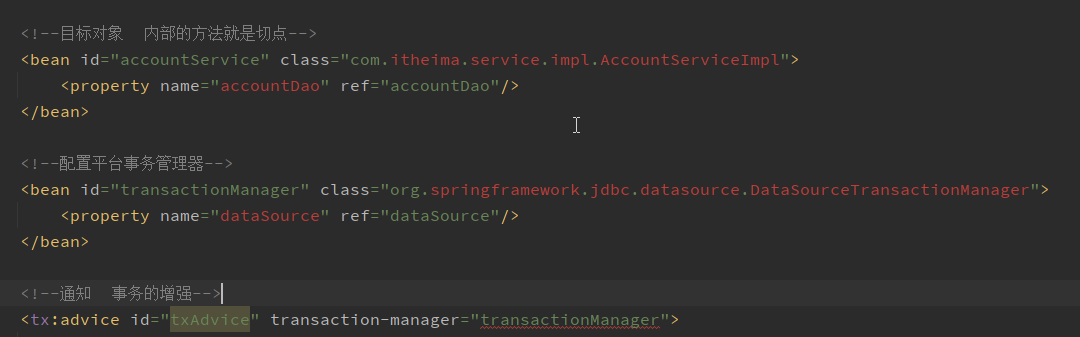 <!--目标对象  内部的方法就是切点-->
<bean id="accountService" class="com.itheima.service.impl.AccountServiceImpl">
    <property name="accountDao" ref="accountDao"/>
</bean>
<!--配置平台事务管理器-->
<bean id="transactionManager" class="org.springframework.jdbc.datasource.DataSourceTransactionManager">
    <property name="dataSource" ref="dataSource"/>
</bean>
<!--通知  事务的增强-->
<tx:advice id="txAdvice" transaction-manager="transactionManager">